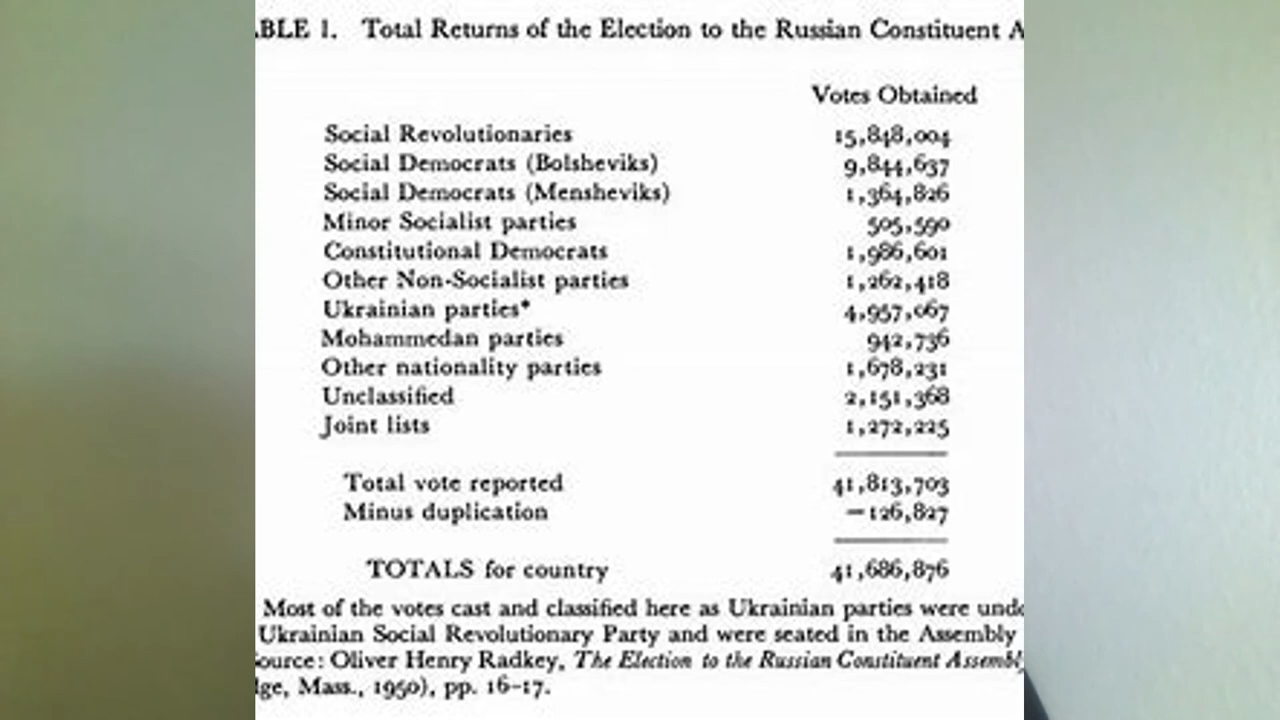 ABLE 1. Total Returns of the Election to the Russian Constituent A
Votes Obtained
Social Revolutionaries 15,848,004
Social Democrats (Bolsheviks) 9,844,637
Social Democrats (Mensheviks) 1,364,826
Minor Socialist parties 505,590
Constitutional Democrats 1,986,601
Other Non-Socialist parties 1,262,418
Ukrainian parties* 4,957,067
Mohammedan parties 942,736
Other nationality parties 1,678,231
Unclassified 2,151,368
Joint lists 1,272,225
Total vote reported 41,813,703
Minus duplication —126,827
TOTALS for country 41,686,876
Most of the votes cast and classified here as Ukrainian parties were unde
Ukrainian Social Revolutionary Party and were seated in the Assembly
ource: Oliver Henry Radkey, The Election to the Russian Constituent Assembl
ge, Mass., 1950), pp. 16–17.